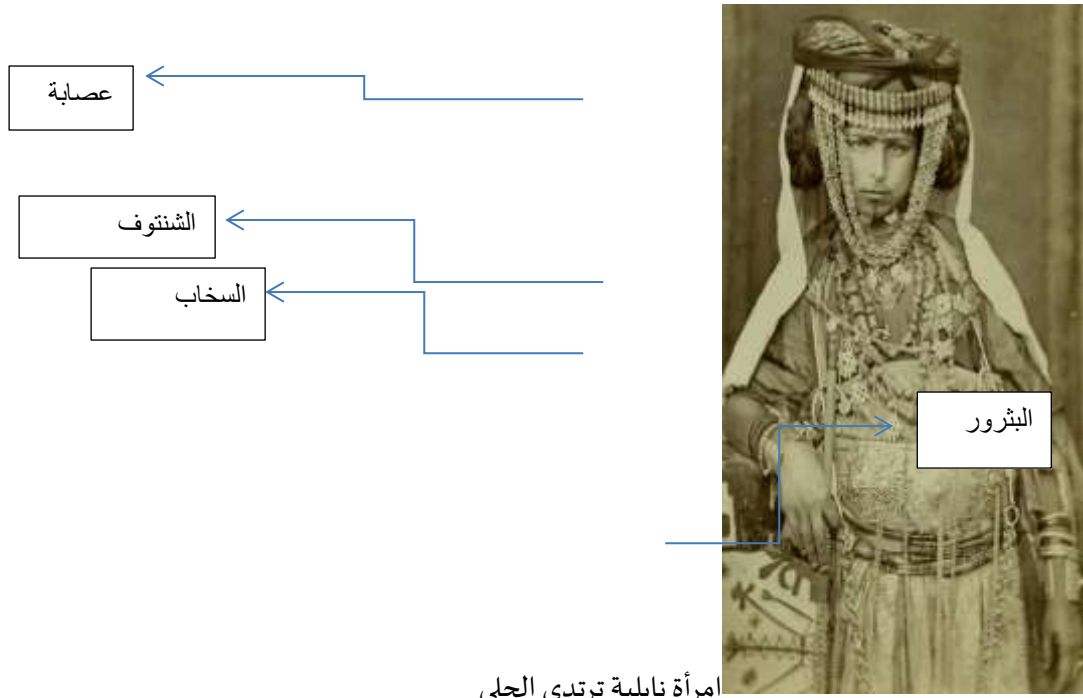 عصابة
الشنتوف
السخاب
البثرور
امرأة نايلية ترتدي الحلي